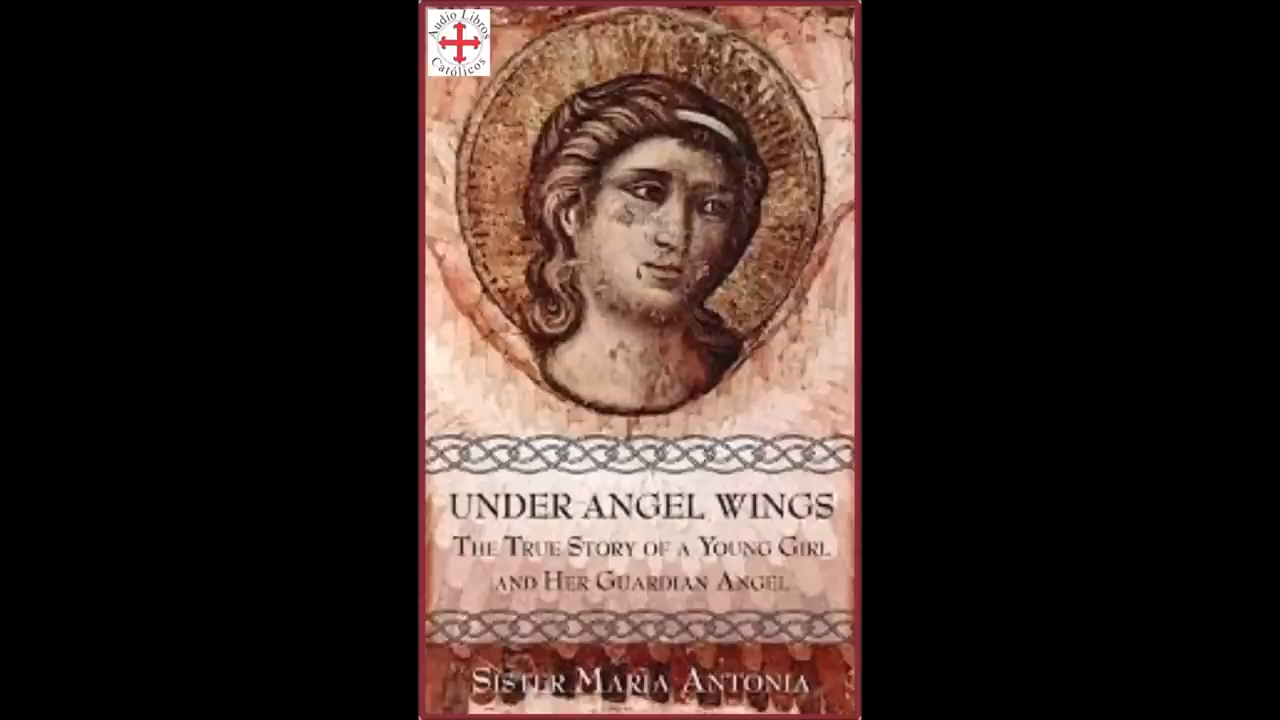 Audio Libros
Católicos
UNDER ANGEL WINGS
THE TRUE STORY OF A YOUNG GIRL
AND HER GUARDIAN ANGEL
SISTER MARIA ANTONIA